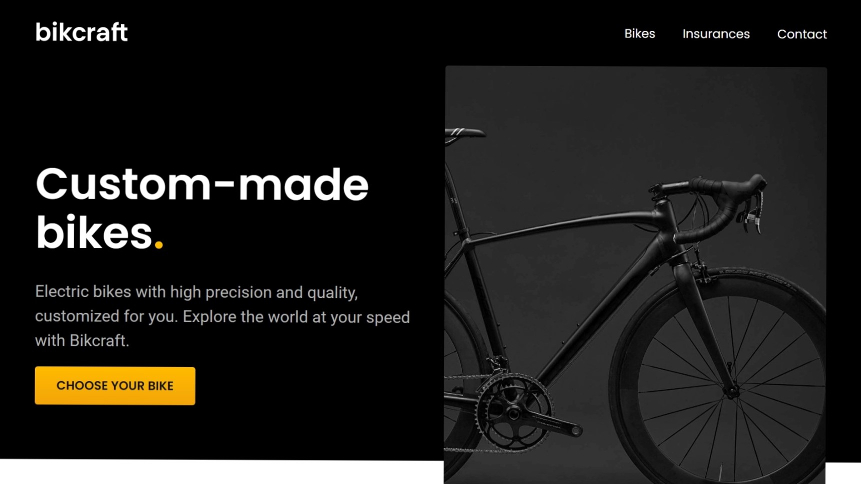 bikcraft
Bikes Insurances Contact
Custom-made
bikes.
Electric bikes with high precision and quality,
customized for you. Explore the world at your speed
with Bikcraft.
CHOOSE YOUR BIKE